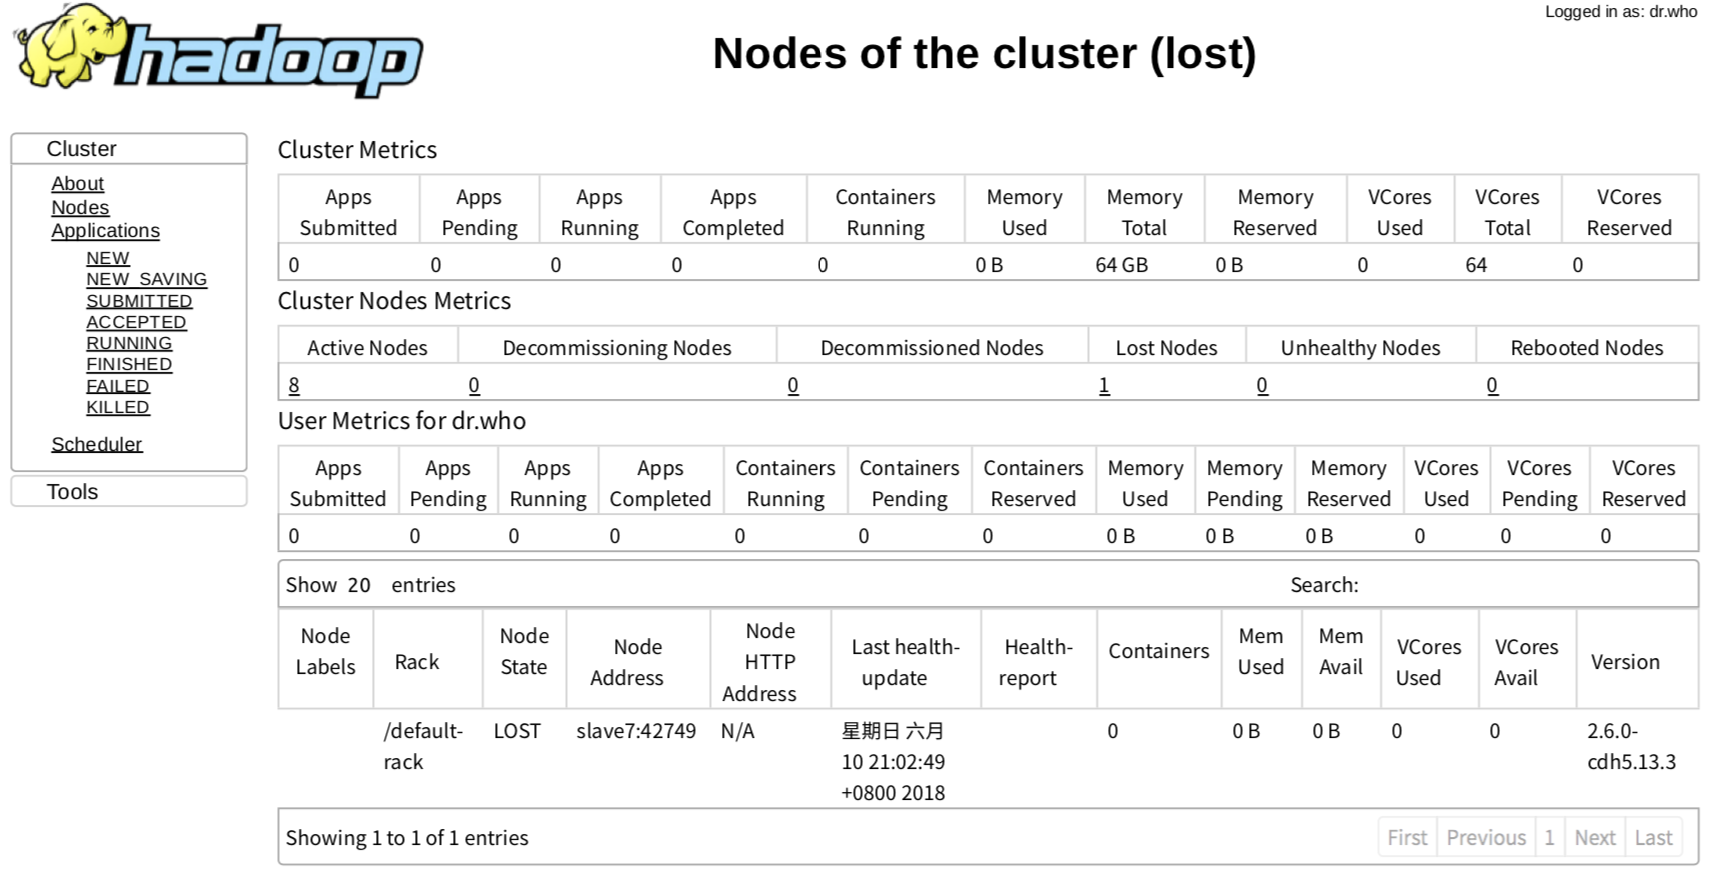 hadoop
Logged in as: dr.who
Nodes of the cluster (lost)
Cluster
About
Nodes
Applications
NEW
NEW_SAVING
SUBMITTED
ACCEPTED
RUNNING
FINISHED
FAILED
KILLED
Scheduler
Tools
Cluster Metrics
Apps Submitted Apps Pending Apps Running Apps Completed Containers Running Memory Used Memory Total Memory Reserved VCores Used VCores Total VCores Reserved
0 0 0 0 0 0 B 64 GB 0 B 0 64 0
Cluster Nodes Metrics
Active Nodes Decommissioning Nodes Decommissioned Nodes Lost Nodes Unhealthy Nodes Rebooted Nodes
8 0 0 1 0 0
User Metrics for dr.who
Apps Submitted Apps Pending Apps Running Apps Completed Containers Running Containers Pending Containers Reserved Memory Used Memory Pending Memory Reserved VCores Used VCores Pending VCores Reserved
0 0 0 0 0 0 0 0 B 0 B 0 B 0 0 0
Show 20 entries Search:
Node Labels Rack Node State Node Address Node HTTP Address Last health-update Health-report Containers Mem Used Mem Avail VCores Used VCores Avail Version
/default-rack LOST slave7:42749 N/A 星期日 六月 10 21:02:49 +0800 2018 0 0 B 0 B 0 0 2.6.0-cdh5.13.3
Showing 1 to 1 of 1 entries First Previous 1 Next Last